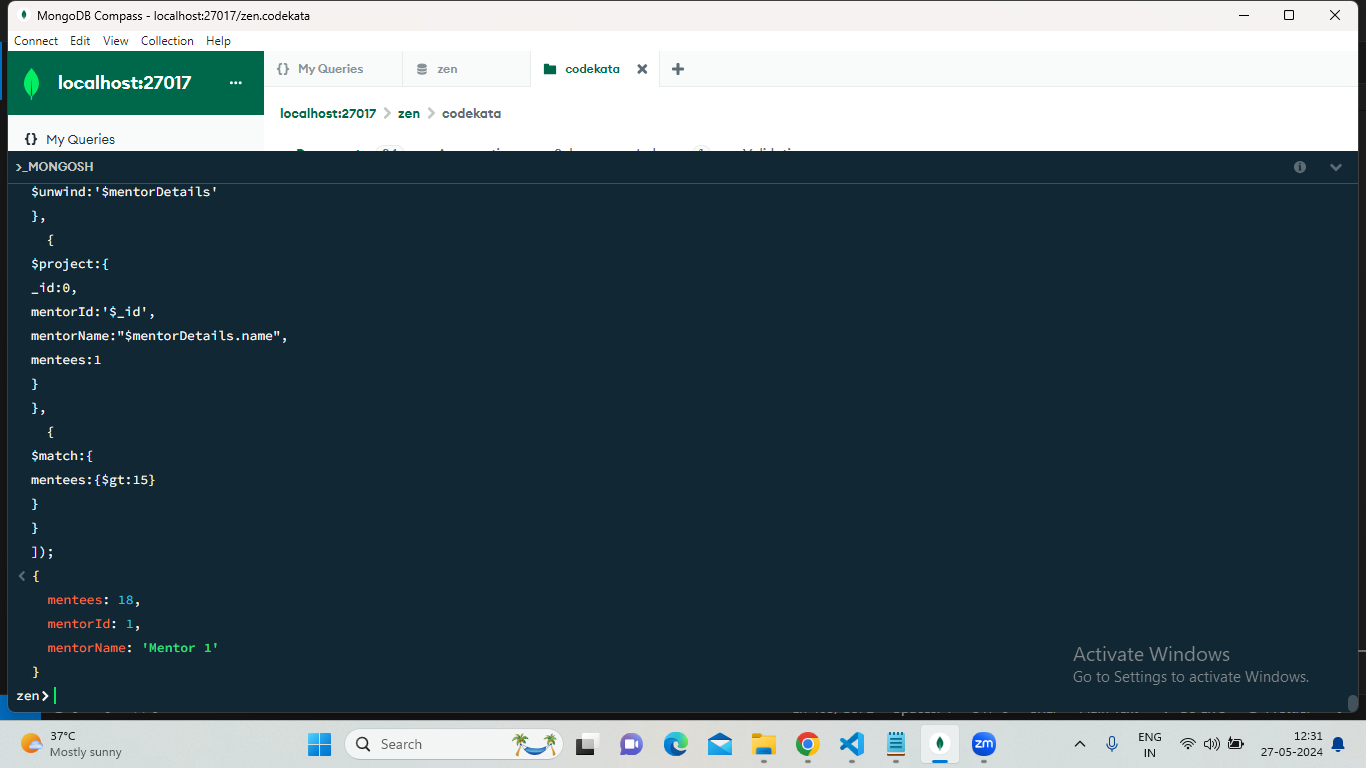 MongoDB Compass - localhost:27017/zen.codekata
Connect Edit View Collection Help
localhost:27017 ...
{} My Queries
zen
codekata
localhost:27017 > zen > codekata
{} My Queries
>_MONGOSH
$unwind:'$mentorDetails'
},
{
$project:{
_id:0,
mentorId:'$_id',
mentorName:"$mentorDetails.name",
mentees:1
}
},
{
$match:{
mentees:{$gt:15}
}
}
]);
< {
mentees: 18,
mentorId: 1,
mentorName: 'Mentor 1'
}
zen>
Activate Windows
Go to Settings to activate Windows.
37°C
Mostly sunny
Search
zm
ENG
IN
12:31
27-05-2024